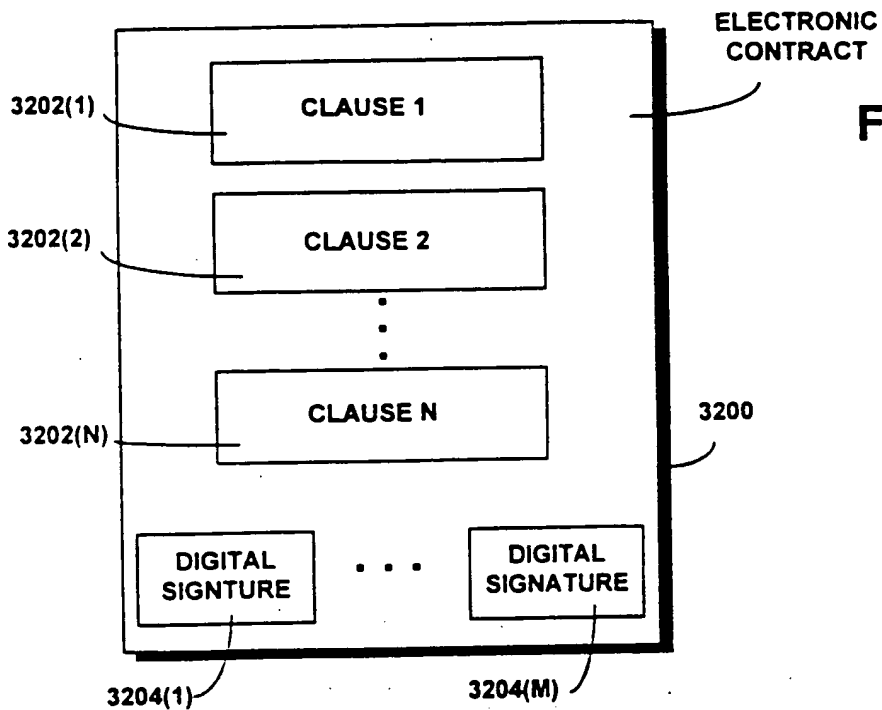 ELECTRONIC
CONTRACT
F
3202(1)
CLAUSE 1
3202(2)
CLAUSE 2
3202(N)
CLAUSE N
3200
DIGITAL
SIGNTURE
DIGITAL
SIGNATURE
3204(1)
3204(M)